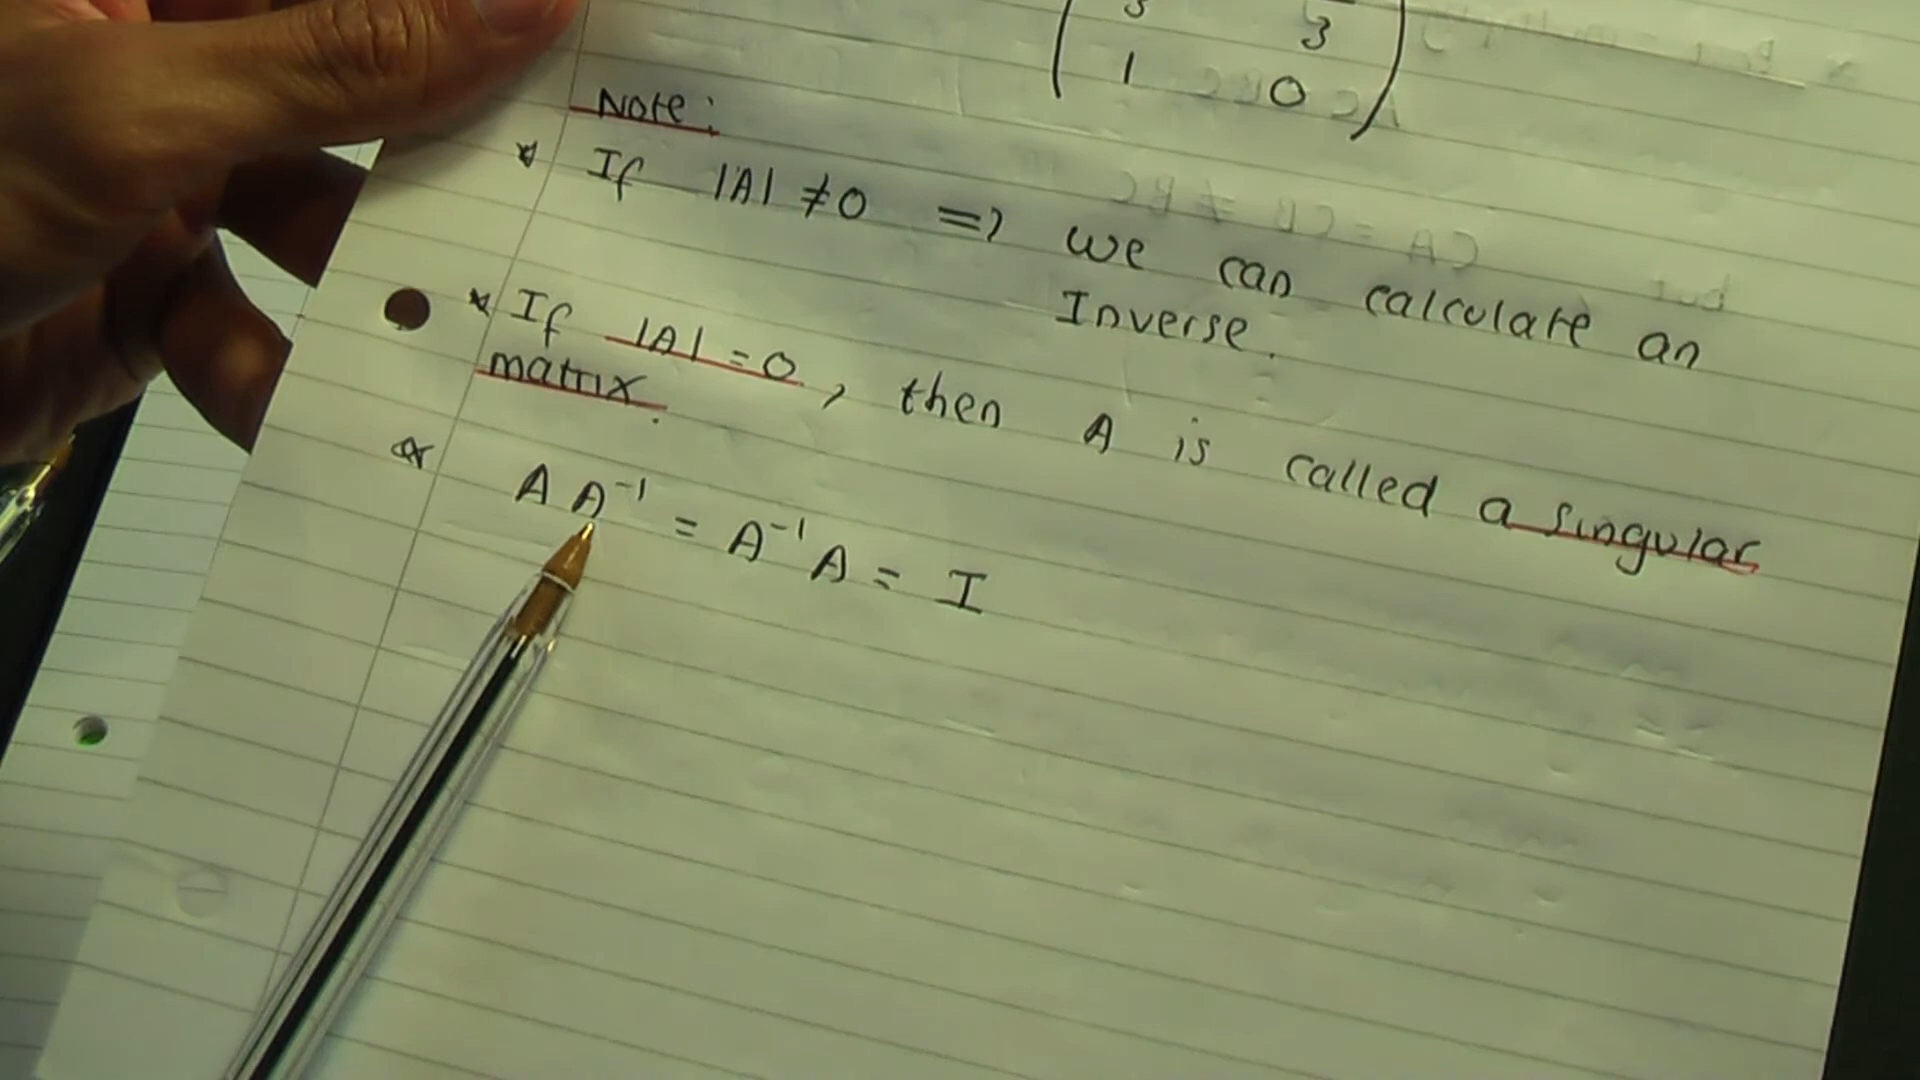 3
1 0
Note:
* If |A| ≠ 0 => we can calculate an
Inverse.
* If |A| = 0, then A is called a singular
matrix.
* A A⁻¹ = A⁻¹ A = I